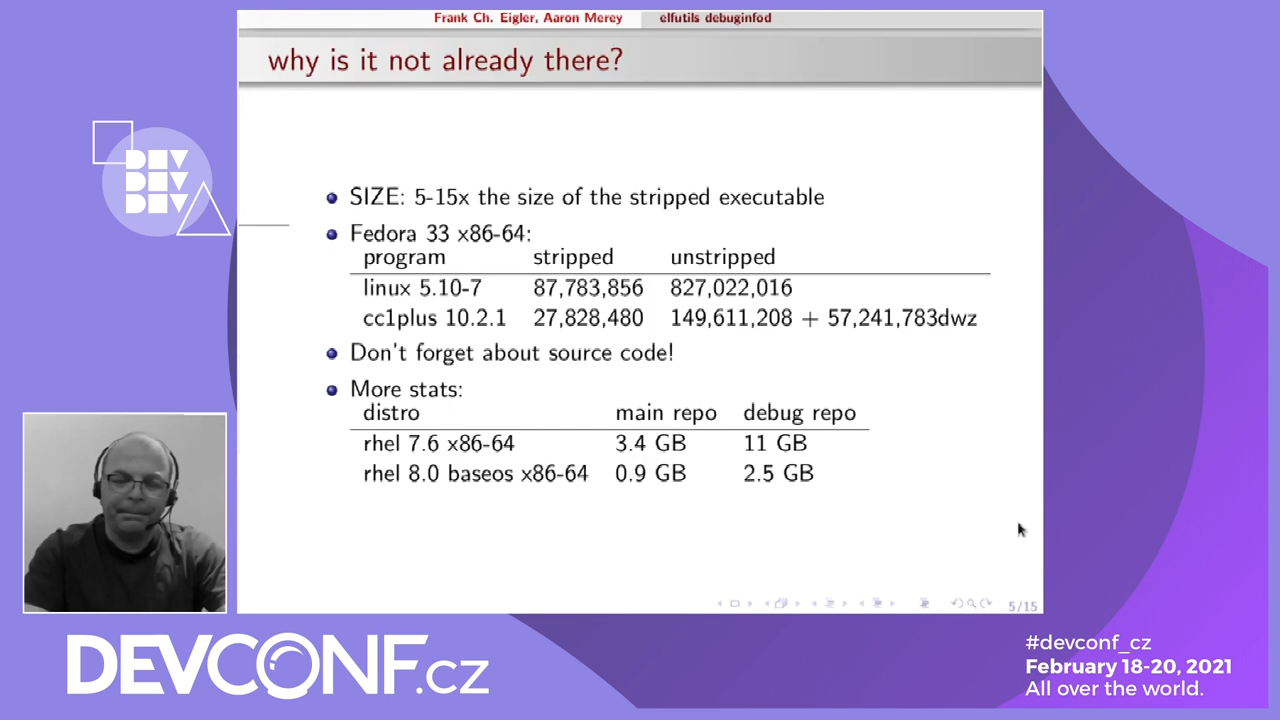 Frank Ch. Eigler, Aaron Merey elfutils debuginfod
why is it not already there?
SIZE: 5-15x the size of the stripped executable
Fedora 33 x86-64:
program stripped unstripped
linux 5.10-7 87,783,856 827,022,016
cc1plus 10.2.1 27,828,480 149,611,208 + 57,241,783dwz
Don't forget about source code!
More stats:
distro main repo debug repo
rhel 7.6 x86-64 3.4 GB 11 GB
rhel 8.0 baseos x86-64 0.9 GB 2.5 GB
5/15
DEV
DEV
DEV
DEVCONF.cz
#devconf_cz
February 18-20, 2021
All over the world.